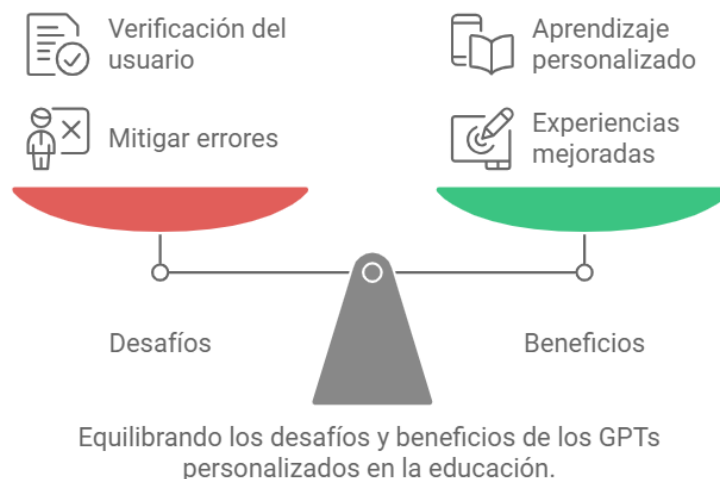 Verificación del
usuario
Mitigar errores
Aprendizaje
personalizado
Experiencias
mejoradas
Desafíos
Beneficios
Equilibrando los desafíos y beneficios de los GPTs
personalizados en la educación.